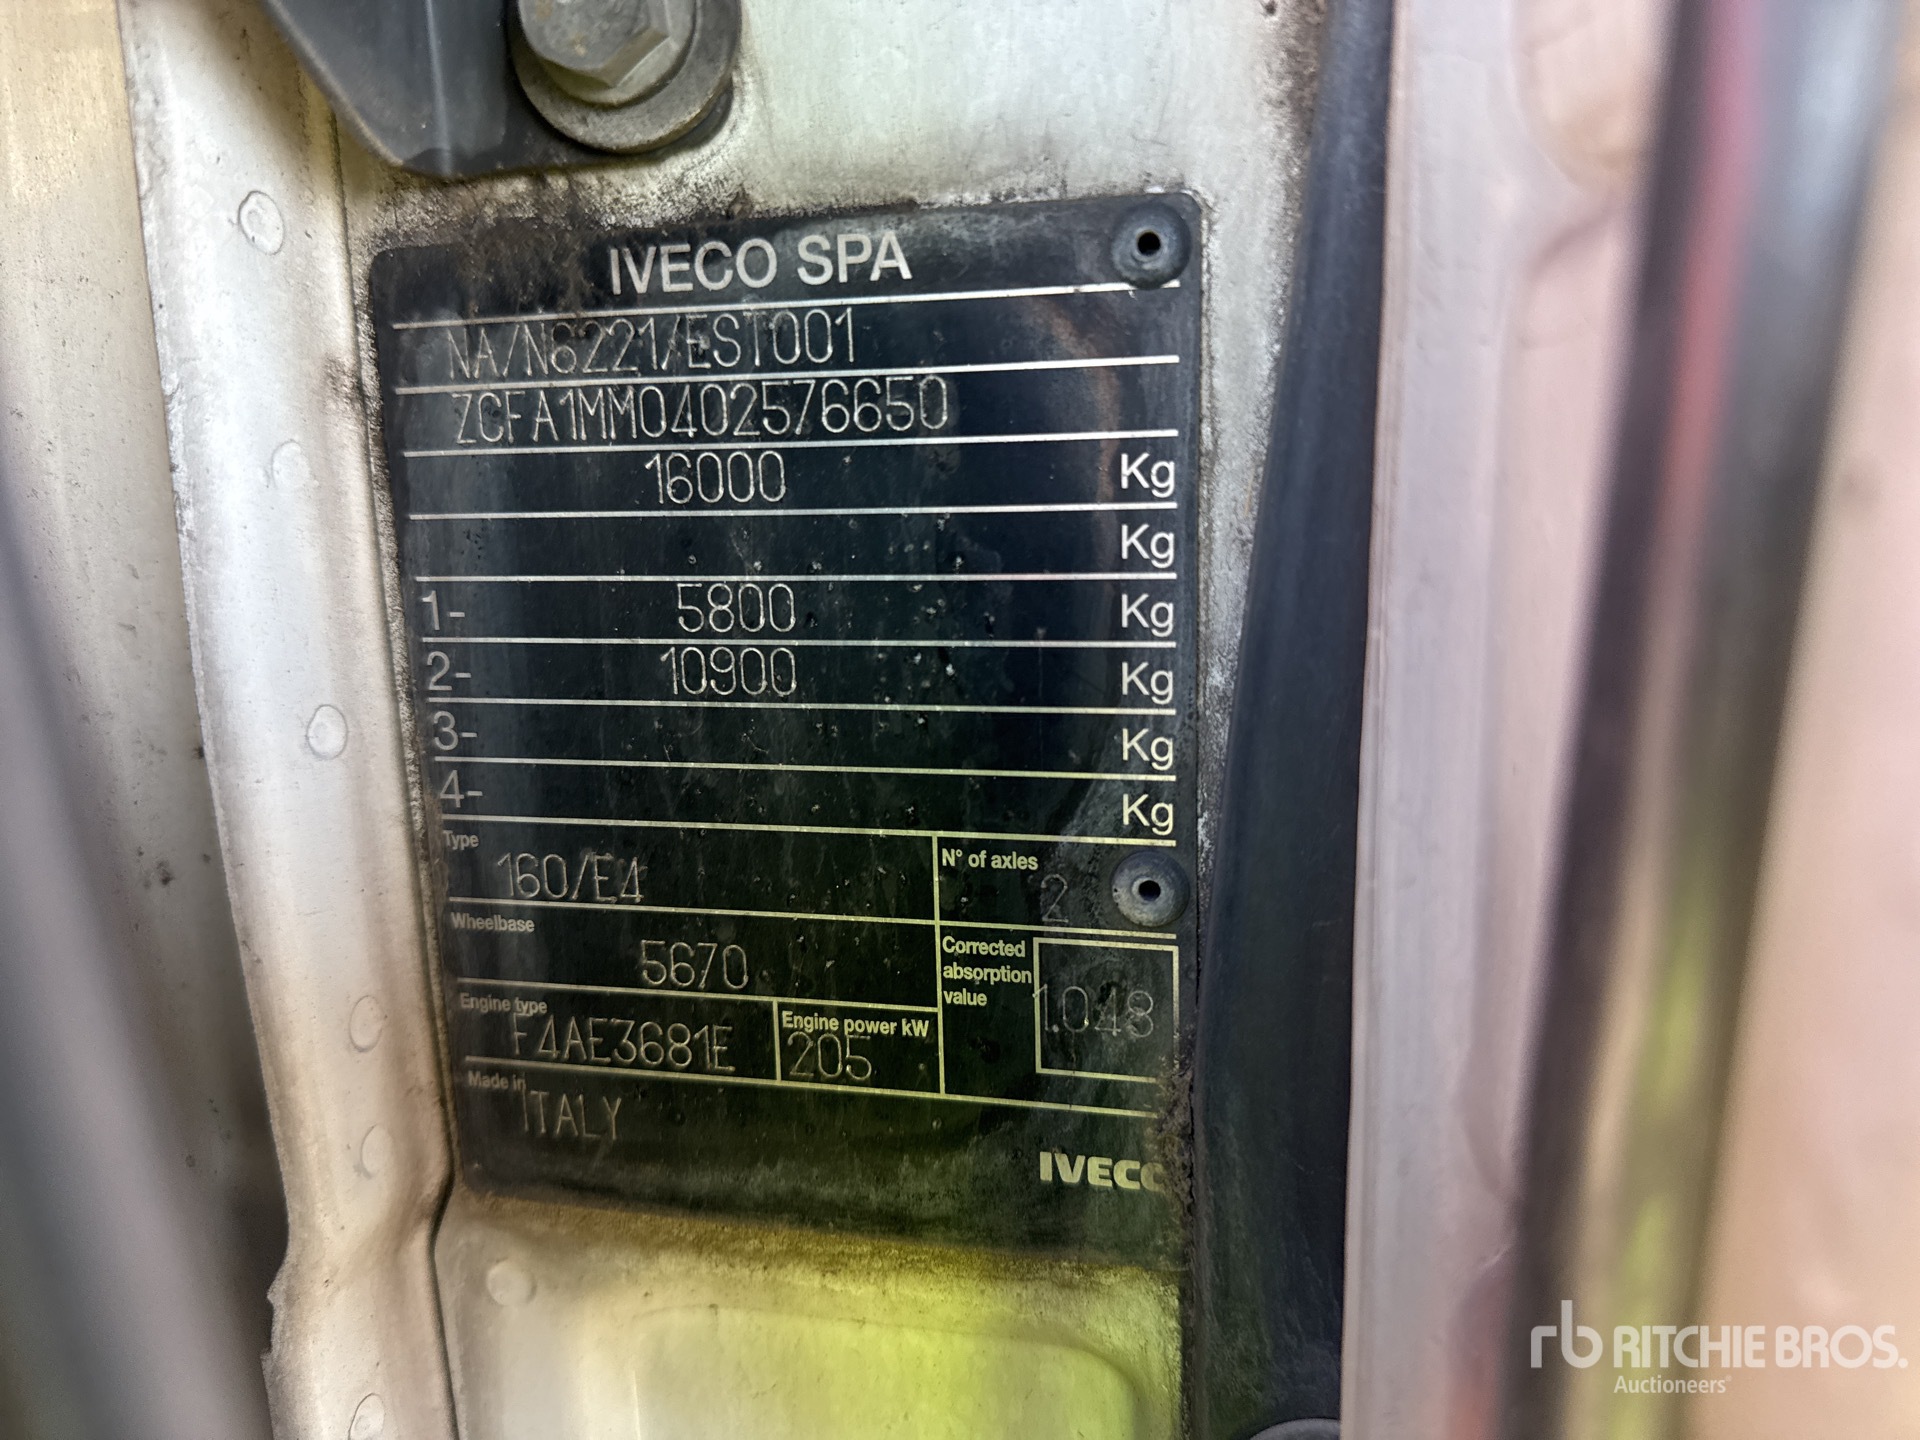 IVECO SPA
NA/N6221/EST001
ZCFA1MM0402576650
16000 Kg
Kg
1- 5800 Kg
2- 10900 Kg
3- Kg
4- Kg
Type
160/E4
N° of axles
2
Wheelbase
5670
Corrected
absorption
value
1.048
Engine type
F4AE3681E
Engine power kW
205
Made in
ITALY
IVECO
rb RITCHIE BROS.
Auctioneers